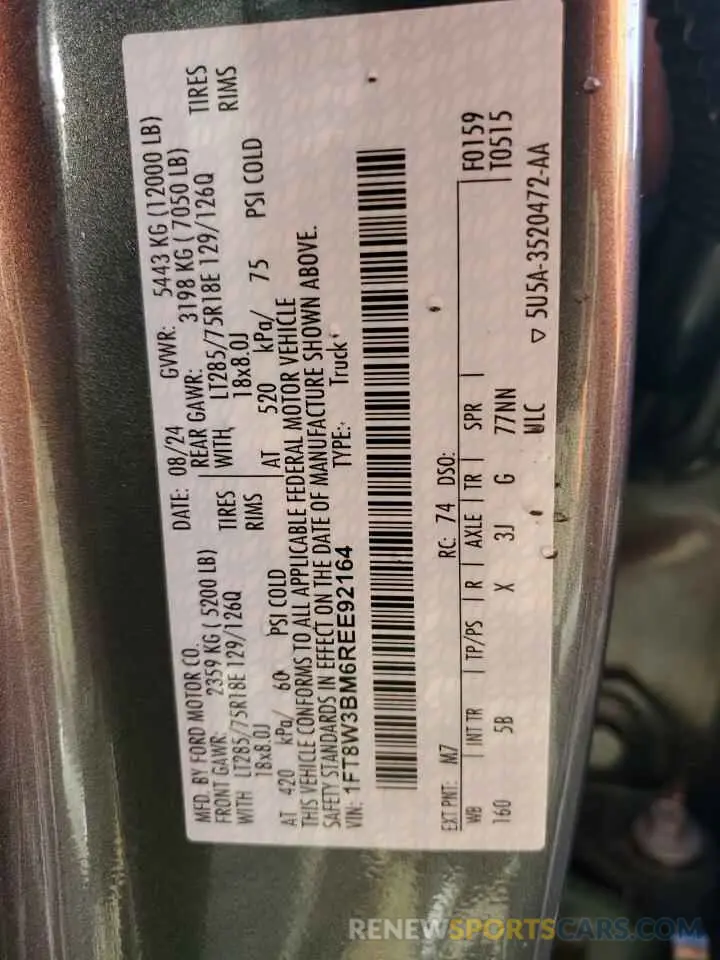 MFD. BY FORD MOTOR CO.
DATE: 08/24 GVWR: 5443 KG (12000 LB)
FRONT GAWR: 2359 KG ( 5200 LB) REAR GAWR: 3198 KG ( 7050 LB)
WITH LT285/75R18E 129/126Q TIRES WITH, LT285/75R18E 129/126Q TIRES
18x8.0J RIMS 18x8.0J RIMS
AT 420 kPa/ 60 PSI COLD AT 520 kPa/ 75 PSI COLD
THIS VEHICLE CONFORMS TO ALL APPLICABLE FEDERAL MOTOR VEHICLE
SAFETY STANDARDS IN EFFECT ON THE DATE OF MANUFACTURE SHOWN ABOVE.
VIN: 1FT8W3BM6REE92164 TYPE: Truck
EXT PNT: M7 RC: 74 DSO: F0159
WB INT TR TP/PS R AXLE TR SPR T0515
160 5B X 3J G 77NN
WLC ▽ 5U5A-3520472-AA
RENEWSPORTSCARS.COM